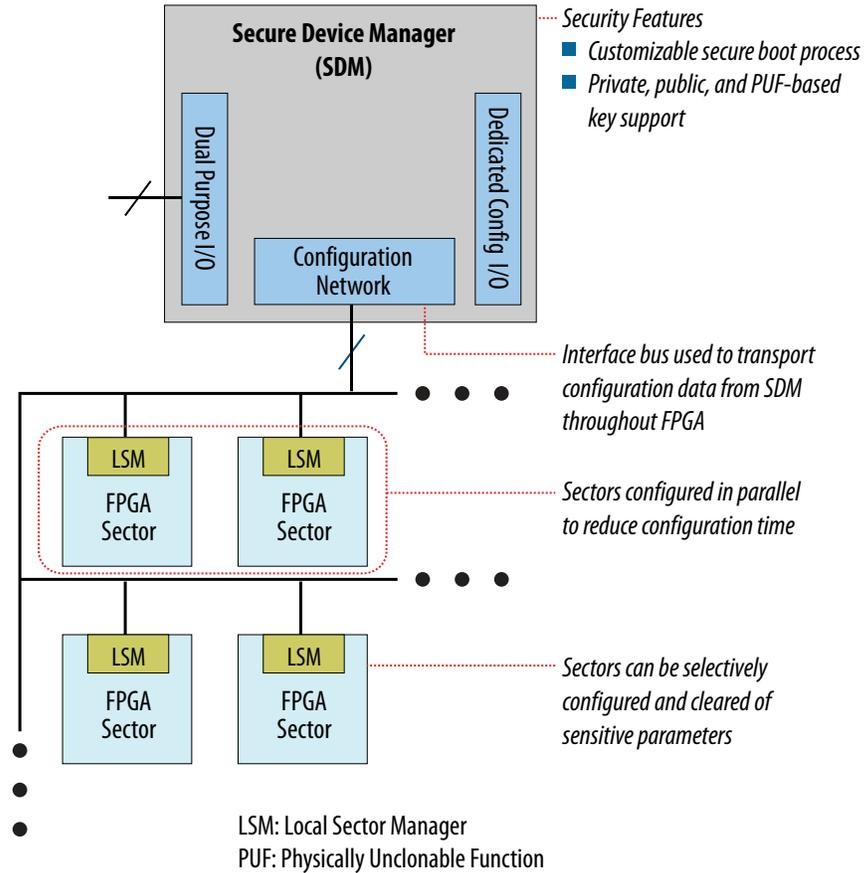 Secure Device Manager
(SDM)
Security Features
Customizable secure boot process
Private, public, and PUF-based
key support
Dual Purpose I/O
Dedicated Config I/O
Configuration
Network
Interface bus used to transport
configuration data from SDM
throughout FPGA
LSM
FPGA
Sector
LSM
FPGA
Sector
Sectors configured in parallel
to reduce configuration time
LSM
FPGA
Sector
LSM
FPGA
Sector
Sectors can be selectively
configured and cleared of
sensitive parameters
LSM: Local Sector Manager
PUF: Physically Unclonable Function